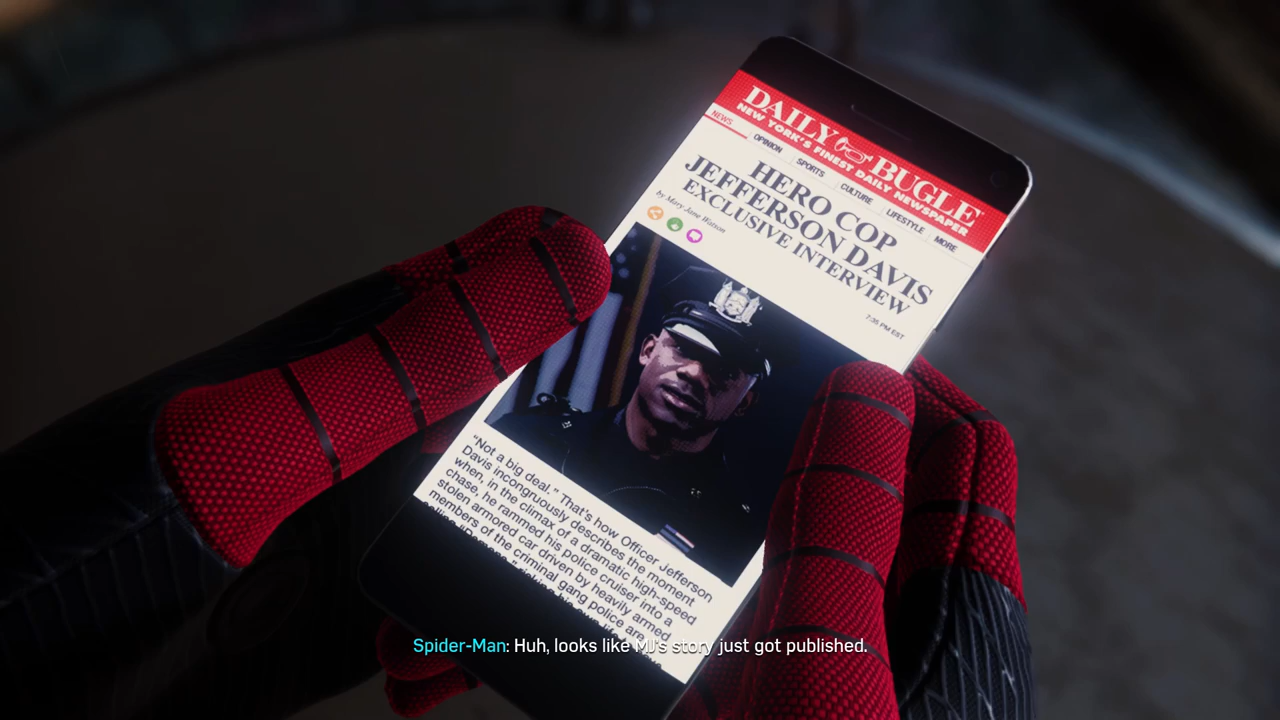 DAILY BUGLE
NEW YORK'S FINEST DAILY NEWSPAPER
NEWS OPINION SPORTS CULTURE LIFESTYLE MORE
HERO COP
JEFFERSON DAVIS
EXCLUSIVE INTERVIEW
by Mary Jane Watson
7:35 PM EST
"Not a big deal." That's how Officer Jefferson
Davis incongruously describes the moment
when, in the climax of a dramatic high-speed
chase, he rammed his police cruiser into a
stolen armored car driven by heavily armed
members of the criminal gang police are
Spider-Man: Huh, looks like MJ's story just got published.